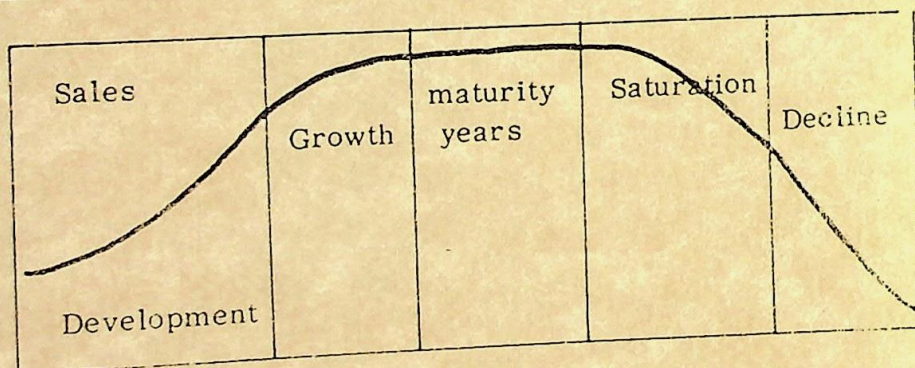 Sales
Growth
maturity
years
Saturation
Decline
Development